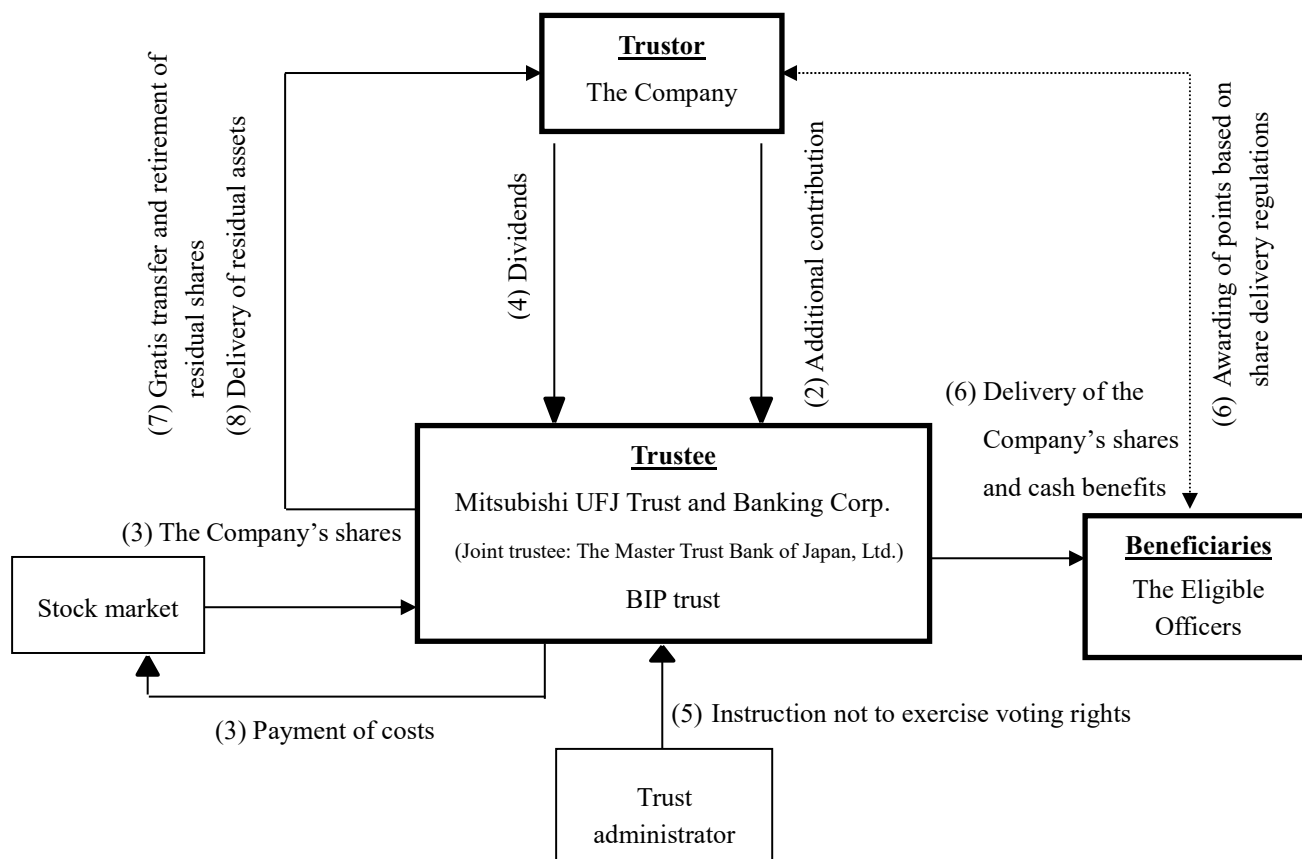 Trustor
The Company
(7) Gratis transfer and retirement of
residual shares
(8) Delivery of residual assets
(4) Dividends
(2) Additional contribution
(6) Awarding of points based on
share delivery regulations
(6) Delivery of the
Company’s shares
and cash benefits
Trustee
Mitsubishi UFJ Trust and Banking Corp.
(Joint trustee: The Master Trust Bank of Japan, Ltd.)
BIP trust
(3) The Company’s shares
Stock market
Beneficiaries
The Eligible
Officers
(3) Payment of costs
(5) Instruction not to exercise voting rights
Trust
administrator